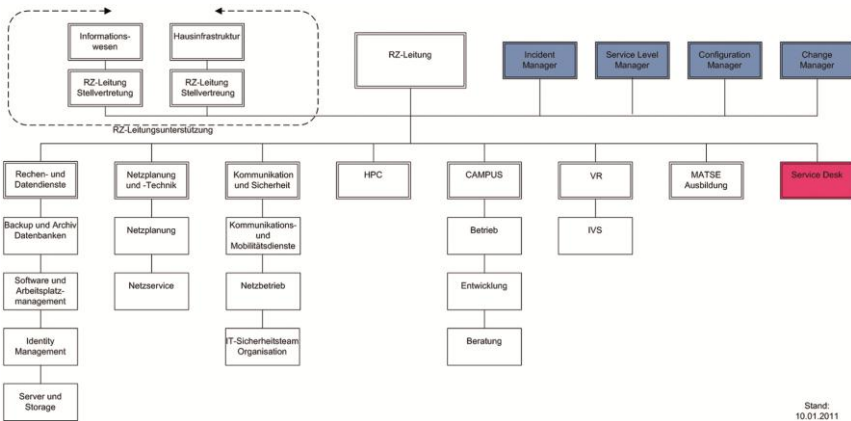 Informations-
wesen
Hausinfrastruktur
RZ-Leitung
Incident
Manager
Service Level
Manager
Configuration
Manager
Change
Manager
RZ-Leitung
Stellvertretung
RZ-Leitung
Stellvertreung
RZ-Leitungsunterstützung
Rechen- und
Datendienste
Netzplanung
und -Technik
Kommunikation
und Sicherheit
HPC
CAMPUS
VR
MATSE
Ausbildung
Service Desk
Backup und Archiv
Datenbanken
Netzplanung
Kommunikations-
und
Mobilitätsdienste
Betrieb
IVS
Software und
Arbeitsplatz-
management
Netzservice
Netzbetrieb
Entwicklung
Identity
Management
IT-Sicherheitsteam
Organisation
Beratung
Server und
Storage
Stand:
10.01.2011